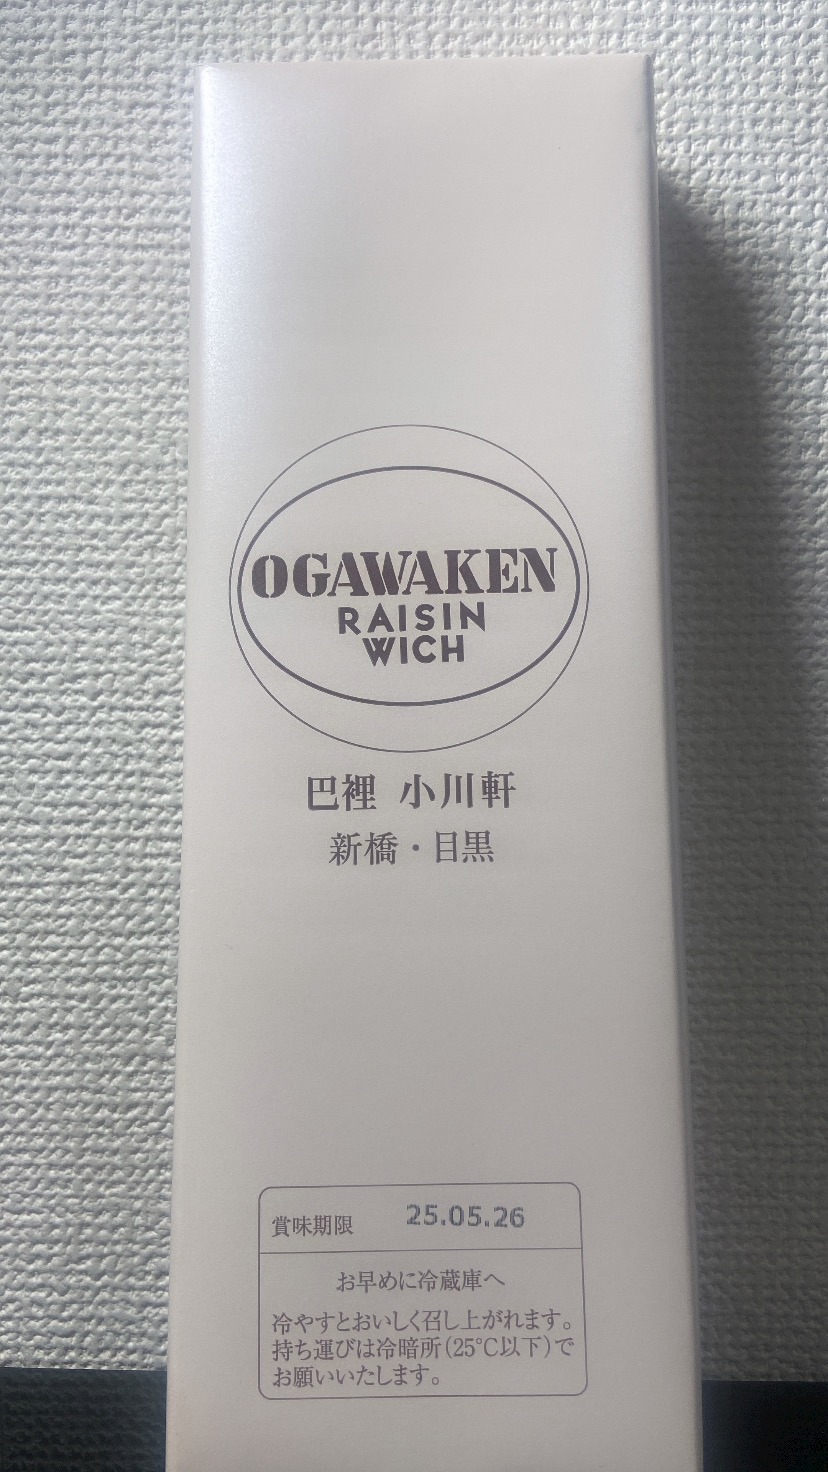 OGAWAKEN
RAISIN
WICH
巴裡 小川軒
新橋・目黒
賞味期限 25.05.26
お早めに冷蔵庫へ
冷やすとおいしく召し上がれます。
持ち運びは冷暗所(25℃以下)で
お願いいたします。